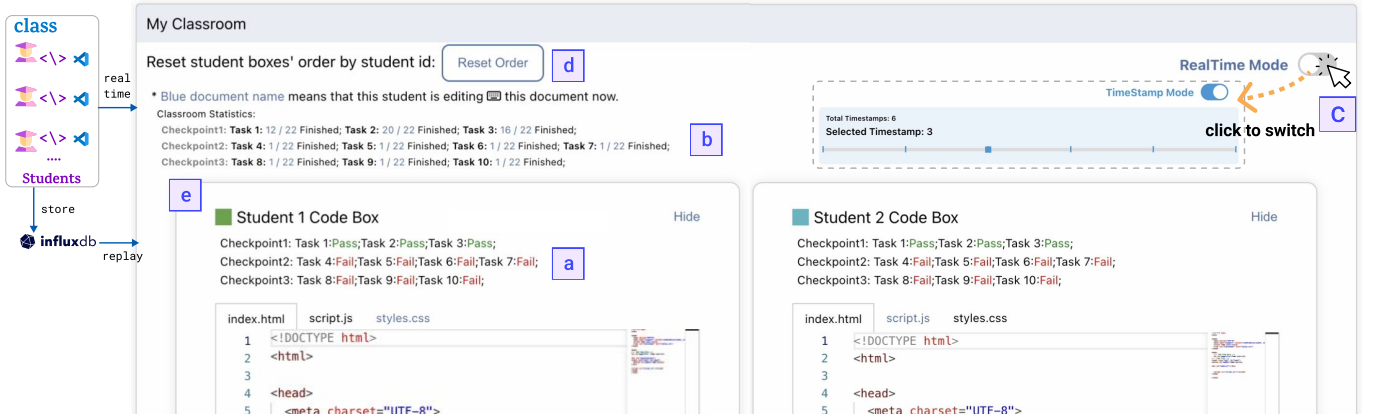 class
<\>
<\>
<\>
....
Students
real
time
store
influxdb
replay
My Classroom
Reset student boxes' order by student id: Reset Order
d
RealTime Mode
* Blue document name means that this student is editing this document now.
TimeStamp Mode
C
click to switch
Classroom Statistics:
Checkpoint1: Task 1: 12 / 22 Finished; Task 2: 20 / 22 Finished; Task 3: 16 / 22 Finished;
Checkpoint2: Task 4: 1 / 22 Finished; Task 5: 1 / 22 Finished; Task 6: 1 / 22 Finished; Task 7: 1 / 22 Finished;
Checkpoint3: Task 8: 1 / 22 Finished; Task 9: 1 / 22 Finished; Task 10: 1 / 22 Finished;
b
Total Timestamps: 6
Selected Timestamp: 3
e
Student 1 Code Box
Hide
Checkpoint1: Task 1:Pass;Task 2:Pass;Task 3:Pass;
Checkpoint2: Task 4:Fail;Task 5:Fail;Task 6:Fail;Task 7:Fail;
Checkpoint3: Task 8:Fail;Task 9:Fail;Task 10:Fail;
a
index.html script.js styles.css
1 <!DOCTYPE html>
2 <html>
3
4 <head>
5 <meta charset="UTF-8">
Student 2 Code Box
Hide
Checkpoint1: Task 1:Pass;Task 2:Pass;Task 3:Pass;
Checkpoint2: Task 4:Fail;Task 5:Fail;Task 6:Fail;Task 7:Fail;
Checkpoint3: Task 8:Fail;Task 9:Fail;Task 10:Fail;
index.html script.js styles.css
1 <!DOCTYPE html>
2 <html>
3
4 <head>
5 <meta charset="UTF-8">